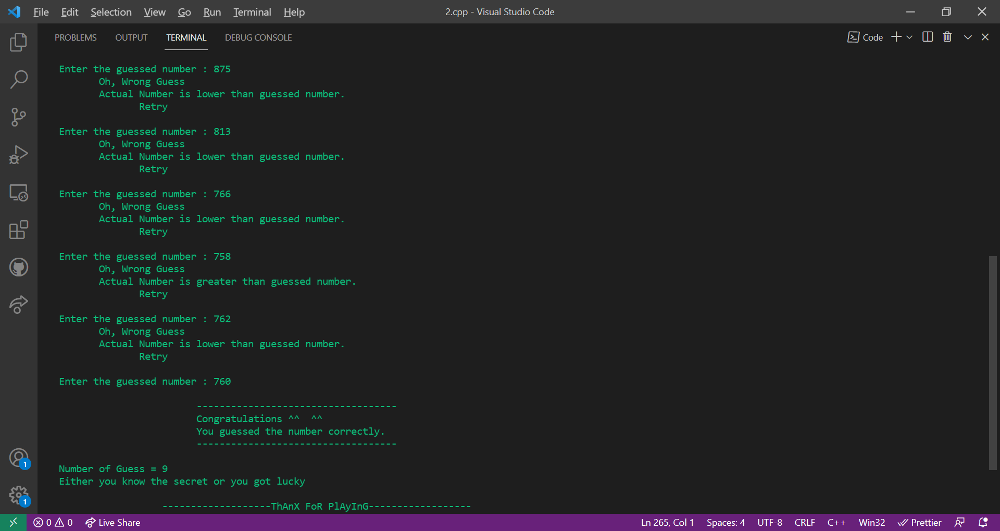 File Edit Selection View Go Run Terminal Help 2.cpp - Visual Studio Code
PROBLEMS OUTPUT TERMINAL DEBUG CONSOLE Code
Enter the guessed number : 875
Oh, Wrong Guess
Actual Number is lower than guessed number.
Retry
Enter the guessed number : 813
Oh, Wrong Guess
Actual Number is lower than guessed number.
Retry
Enter the guessed number : 766
Oh, Wrong Guess
Actual Number is lower than guessed number.
Retry
Enter the guessed number : 758
Oh, Wrong Guess
Actual Number is greater than guessed number.
Retry
Enter the guessed number : 762
Oh, Wrong Guess
Actual Number is lower than guessed number.
Retry
Enter the guessed number : 760
-----------------------------------
Congratulations ^^  ^^
You guessed the number correctly.
-----------------------------------
Number of Guess = 9
Either you know the secret or you got lucky
-------------------ThAnX FoR PlAyInG------------------
1
1
0 0 Live Share Ln 265, Col 1 Spaces: 4 UTF-8 CRLF C++ Win32 Prettier